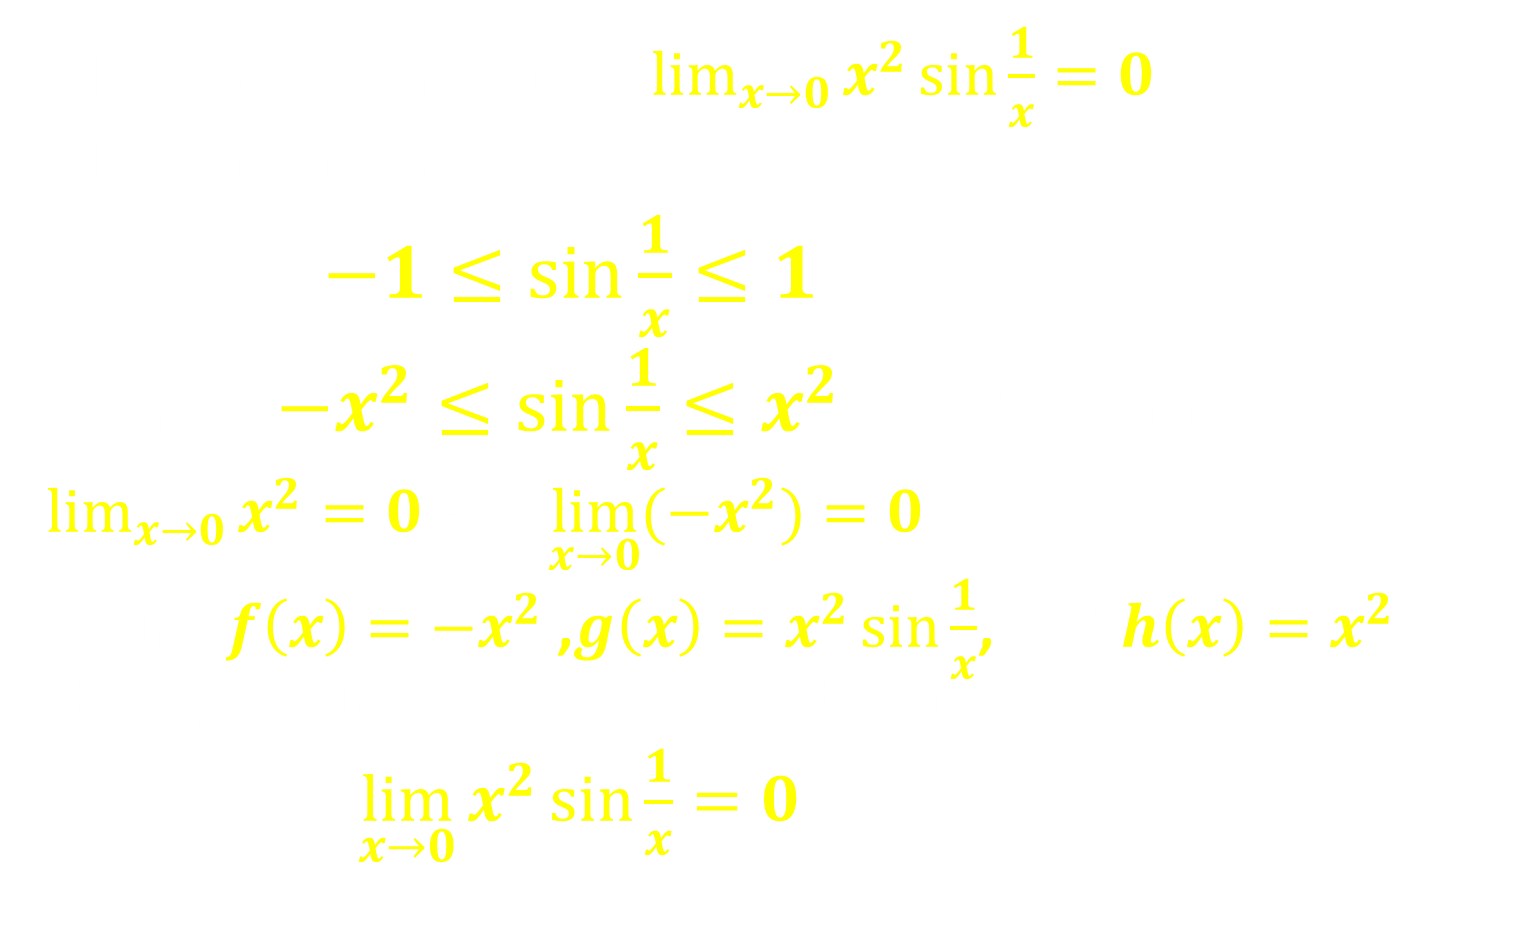 lim_{x→0} x² sin 1/x = 0
−1 ≤ sin 1/x ≤ 1
−x² ≤ sin 1/x ≤ x²
lim_{x→0} x² = 0 lim_{x→0} (−x²) = 0
f(x) = −x² ,g(x) = x² sin 1/x, h(x) = x²
lim_{x→0} x² sin 1/x = 0